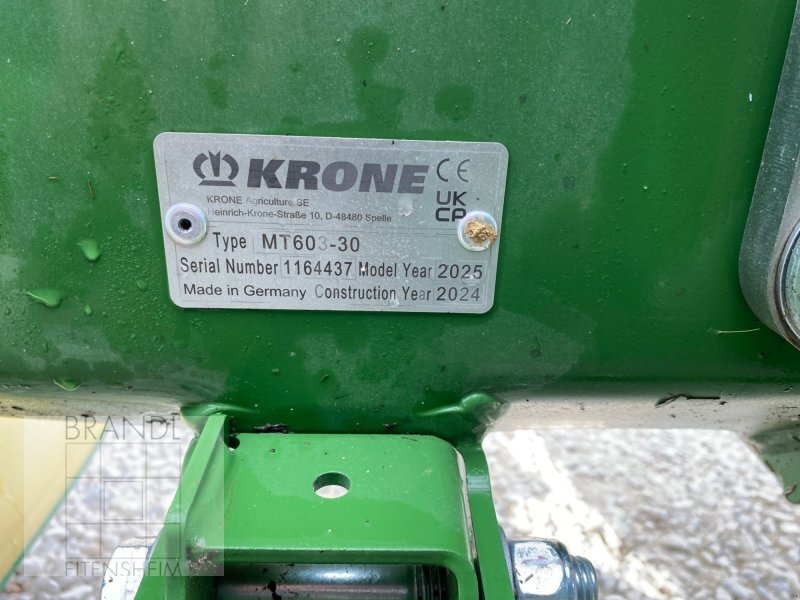 KRONE CE
KRONE Agriculture SE
Heinrich-Krone-Straße 10, D-48480 Spelle
UK
CA
Type MT603-30
Serial Number 1164437 Model Year 2025
Made in Germany Construction Year 2024
BRANDL
EITENSHEIM